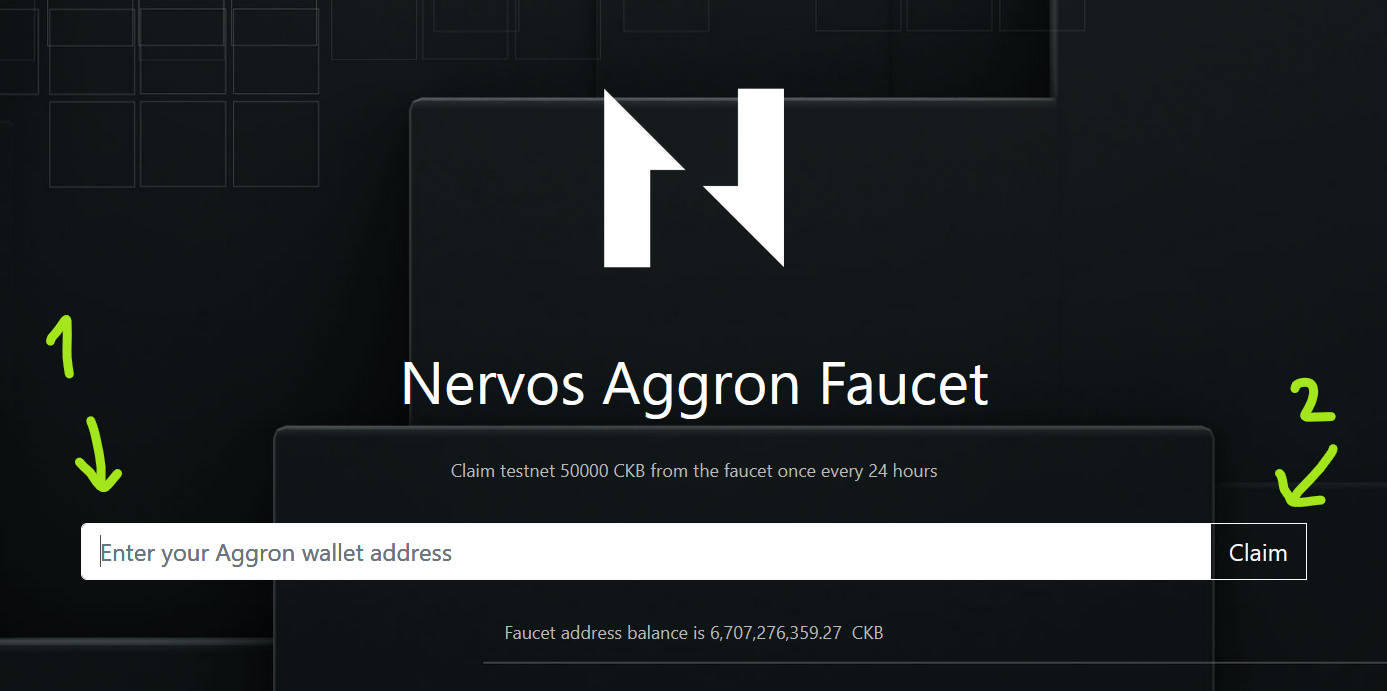 1
Nervos Aggron Faucet
2
Claim testnet 50000 CKB from the faucet once every 24 hours
Enter your Aggron wallet address
Claim
Faucet address balance is 6,707,276,359.27 CKB